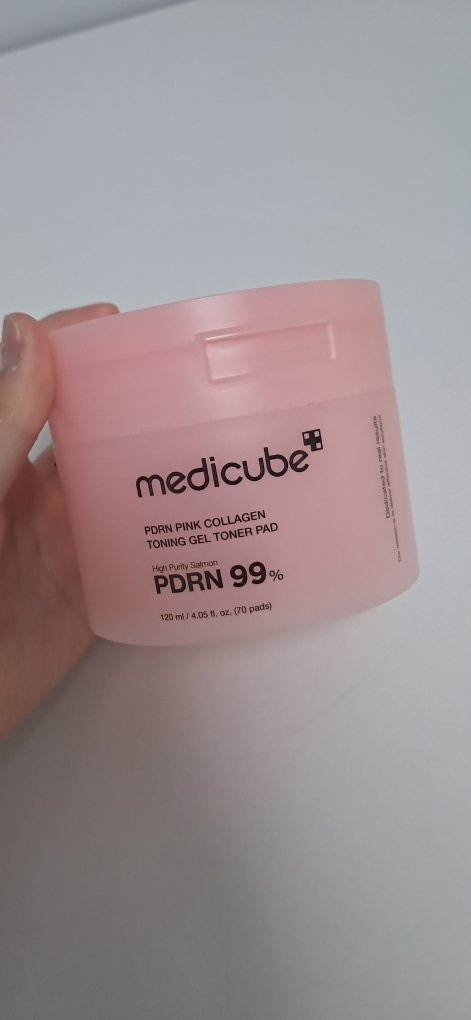 medicube
PDRN PINK COLLAGEN
TONING GEL TONER PAD
High Purity Salmon
PDRN 99%
120 ml / 4.05 fl. oz. (70 pads)
Dedicated to real results